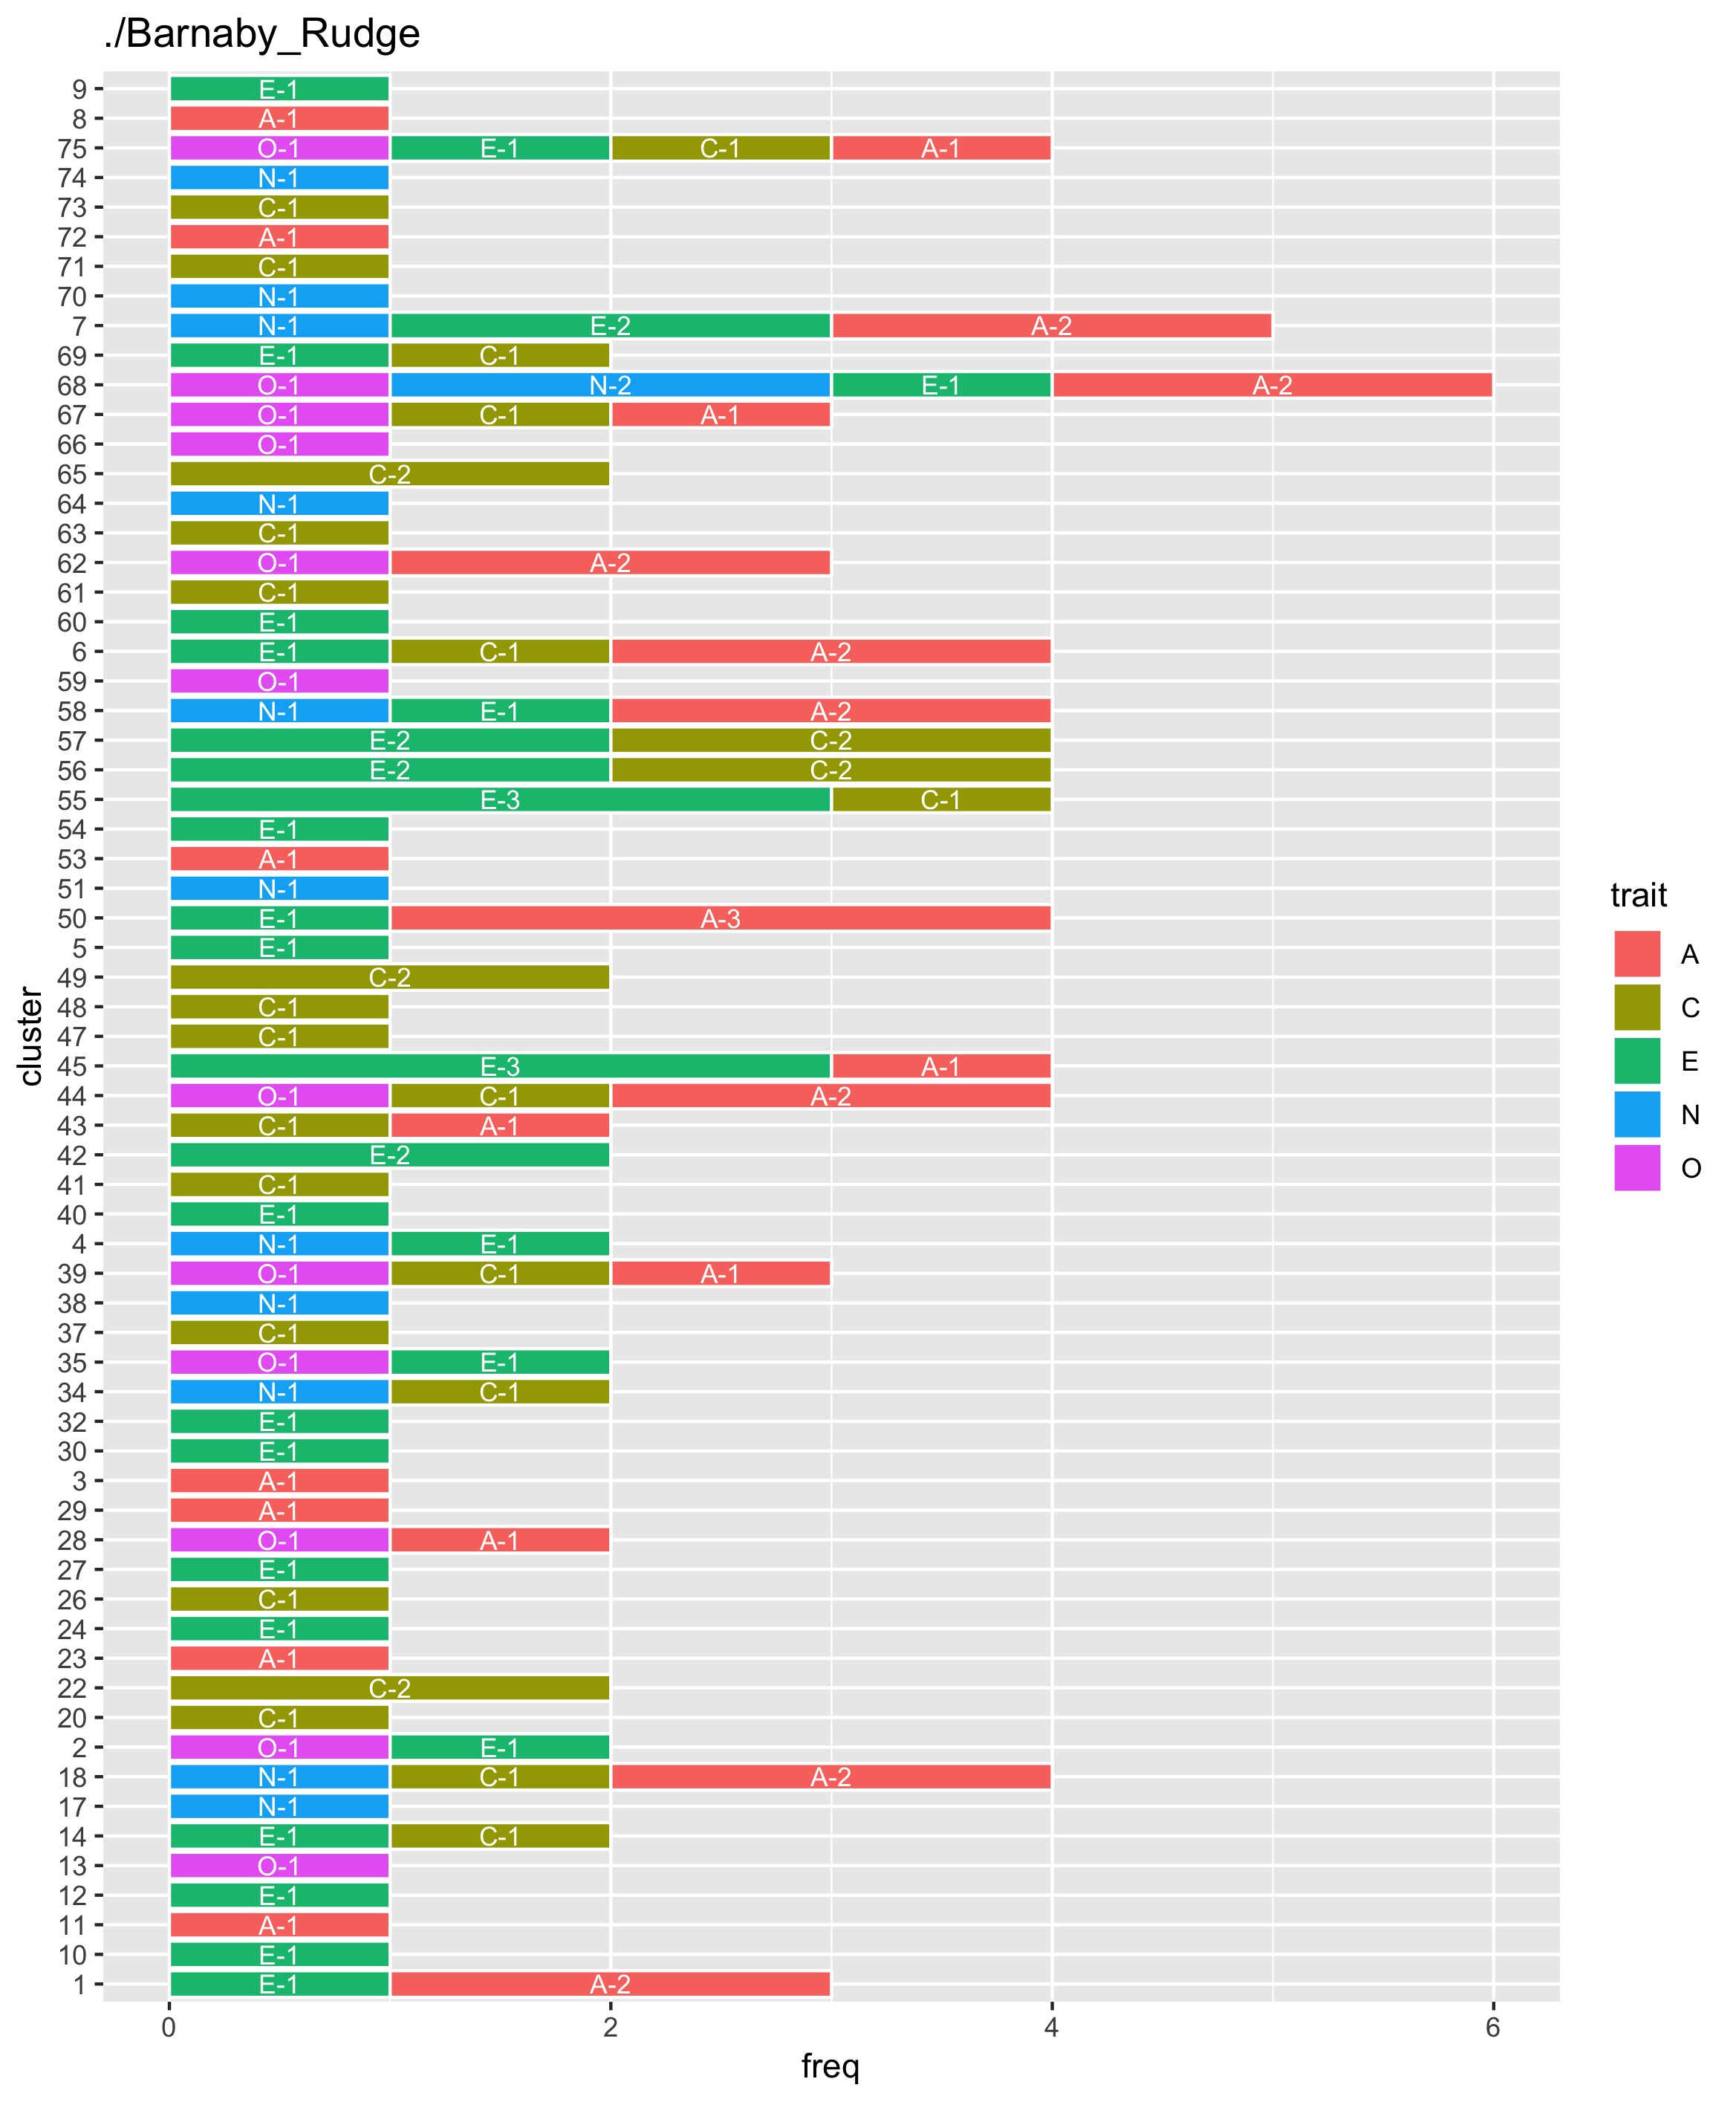 ./Barnaby_Rudge
9 E-1
8 A-1
75 O-1 E-1 C-1 A-1
74 N-1
73 C-1
72 A-1
71 C-1
70 N-1
7 N-1 E-2 A-2
69 E-1 C-1
68 O-1 N-2 E-1 A-2
67 O-1 C-1 A-1
66 O-1
65 C-2
64 N-1
63 C-1
62 O-1 A-2
61 C-1
60 E-1
6 E-1 C-1 A-2
59 O-1
58 N-1 E-1 A-2
57 E-2 C-2
56 E-2 C-2
55 E-3 C-1
54 E-1
53 A-1
51 N-1
50 E-1 A-3
5 E-1
49 C-2
48 C-1
47 C-1
45 E-3 A-1
44 O-1 C-1 A-2
43 C-1 A-1
42 E-2
41 C-1
40 E-1
4 N-1 E-1
39 O-1 C-1 A-1
38 N-1
37 C-1
35 O-1 E-1
34 N-1 C-1
32 E-1
30 E-1
3 A-1
29 A-1
28 O-1 A-1
27 E-1
26 C-1
24 E-1
23 A-1
22 C-2
20 C-1
2 O-1 E-1
18 N-1 C-1 A-2
17 N-1
14 E-1 C-1
13 O-1
12 E-1
11 A-1
10 E-1
1 E-1 A-2
0 2 4 6
freq
cluster
trait
A
C
E
N
O